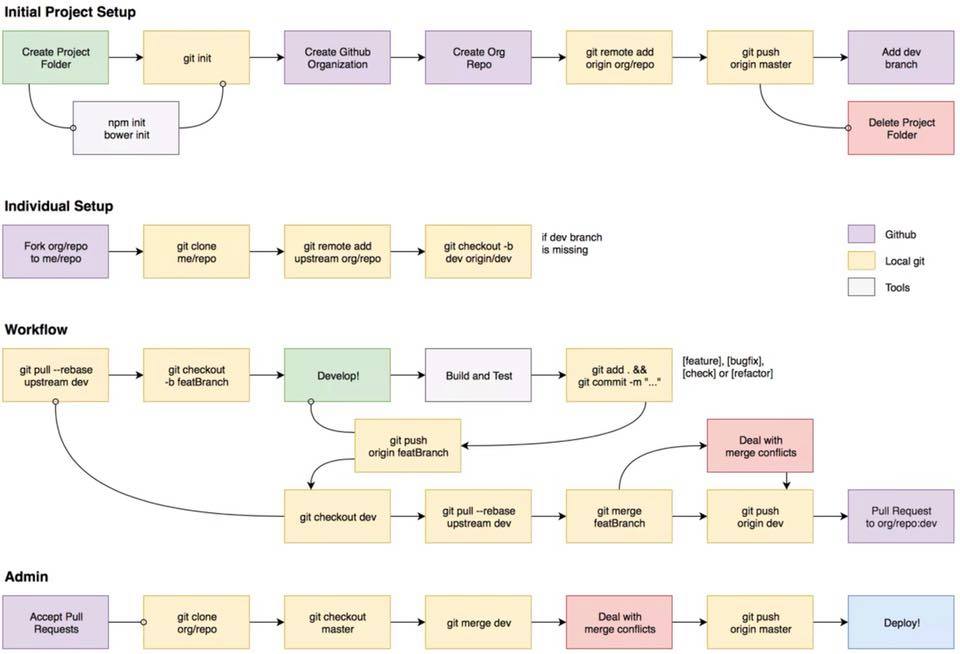 Initial Project Setup
Create Project
Folder
git init
Create Github
Organization
Create Org
Repo
git remote add
origin org/repo
git push
origin master
Add dev
branch
npm init
bower init
Delete Project
Folder
Individual Setup
Fork org/repo
to me/repo
git clone
me/repo
git remote add
upstream org/repo
git checkout -b
dev origin/dev
if dev branch
is missing
Github
Local git
Tools
Workflow
git pull --rebase
upstream dev
git checkout
-b featBranch
Develop!
Build and Test
git add . &&
git commit -m "..."
[feature], [bugfix],
[check] or [refactor]
git push
origin featBranch
Deal with
merge conflicts
git checkout dev
git pull --rebase
upstream dev
git merge
featBranch
git push
origin dev
Pull Request
to org/repo:dev
Admin
Accept Pull
Requests
git clone
org/repo
git checkout
master
git merge dev
Deal with
merge conflicts
git push
origin master
Deploy!